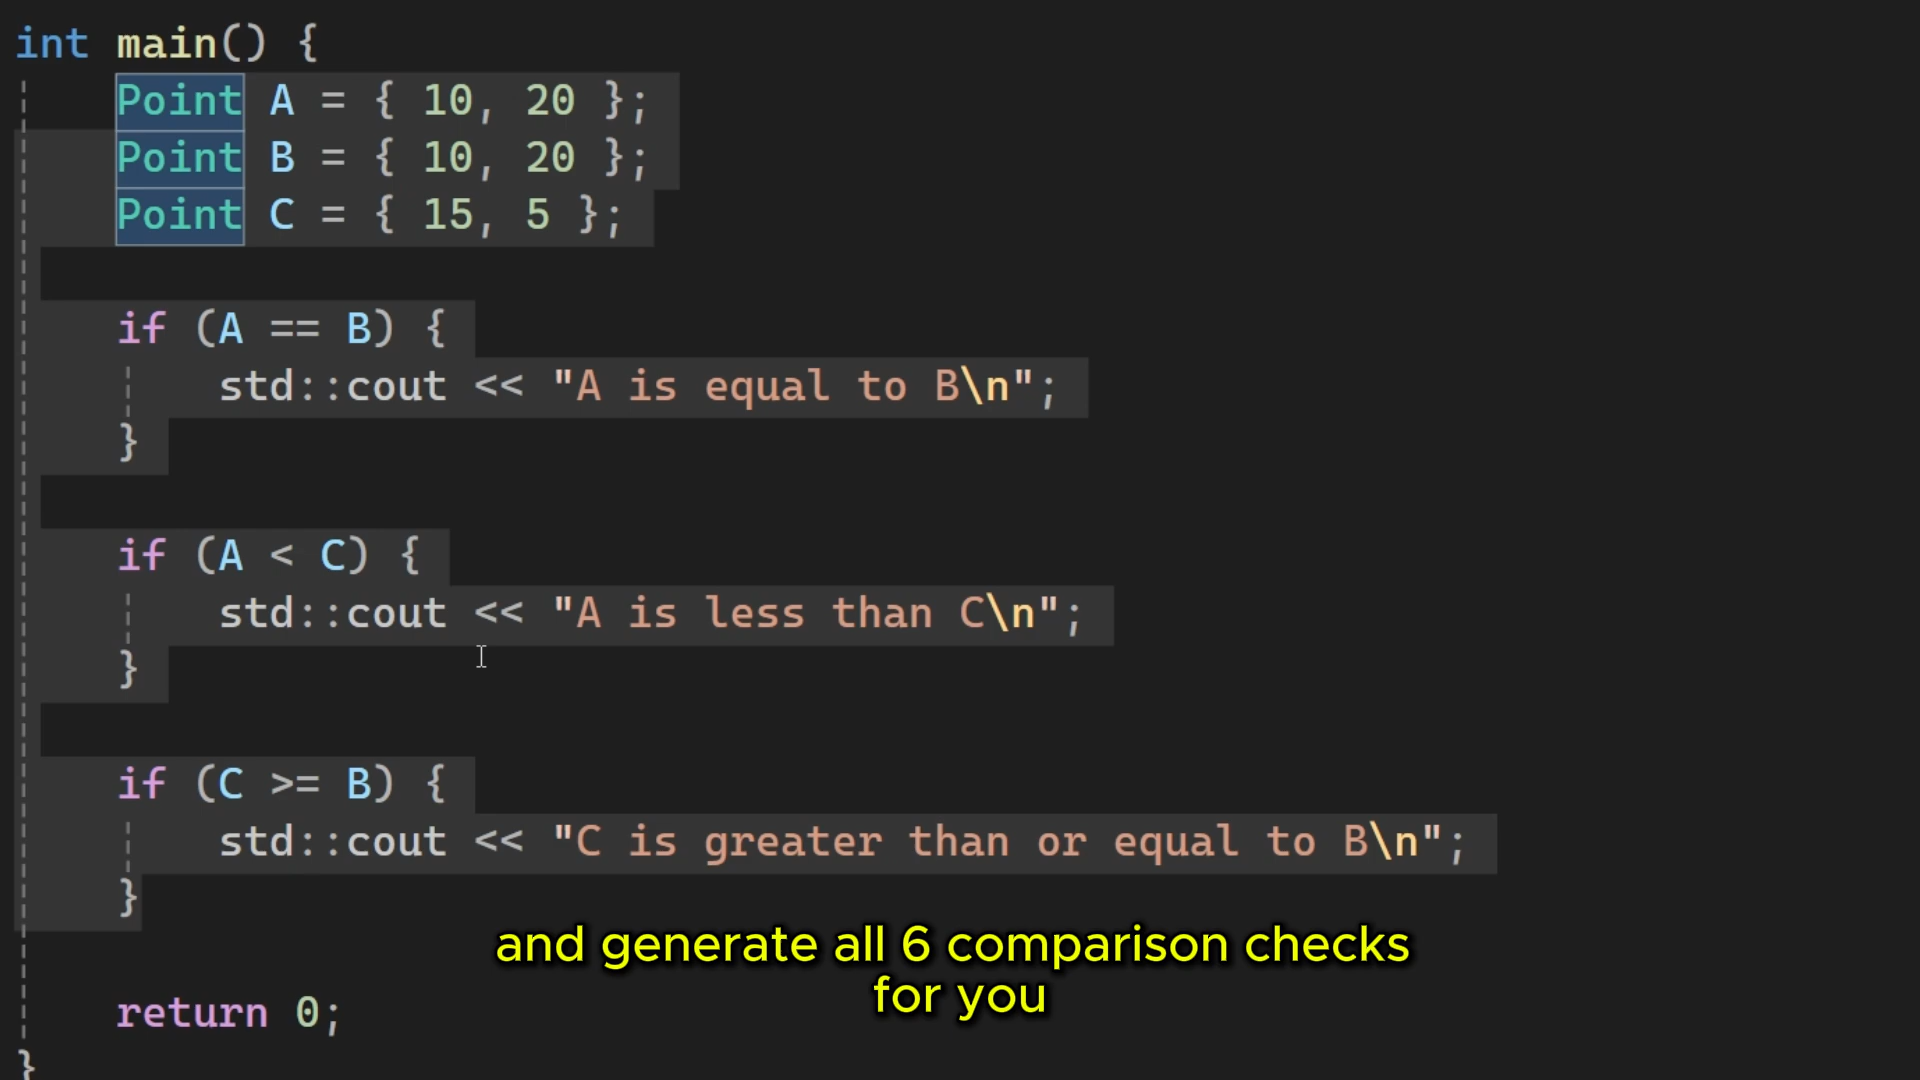 int main() {
    Point A = { 10, 20 };
    Point B = { 10, 20 };
    Point C = { 15, 5 };
    if (A == B) {
        std::cout << "A is equal to B\n";
    }
    if (A < C) {
        std::cout << "A is less than C\n";
    }
    if (C >= B) {
        std::cout << "C is greater than or equal to B\n";
    }
and generate all 6 comparison checks
for you
    return 0;
}